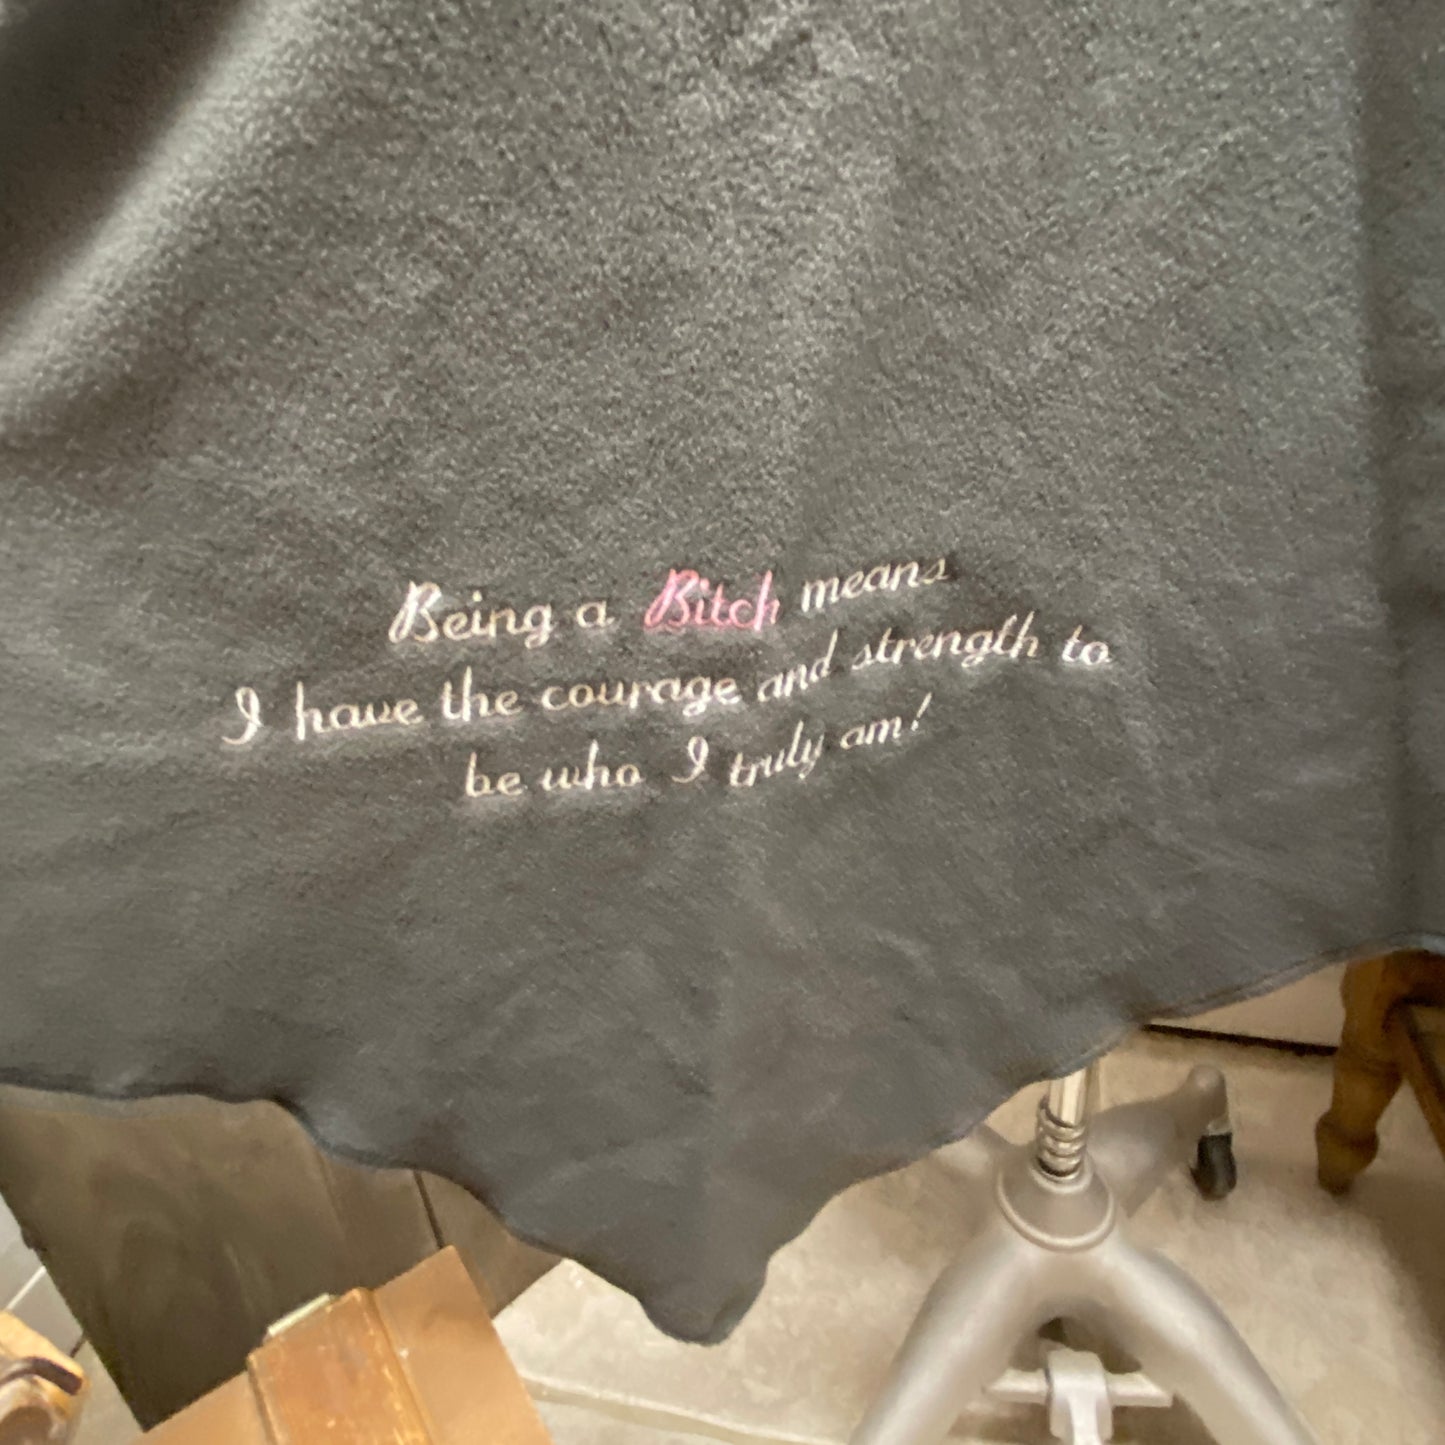 Being a Bitch means
I have the courage and strength to
be who I truly am!